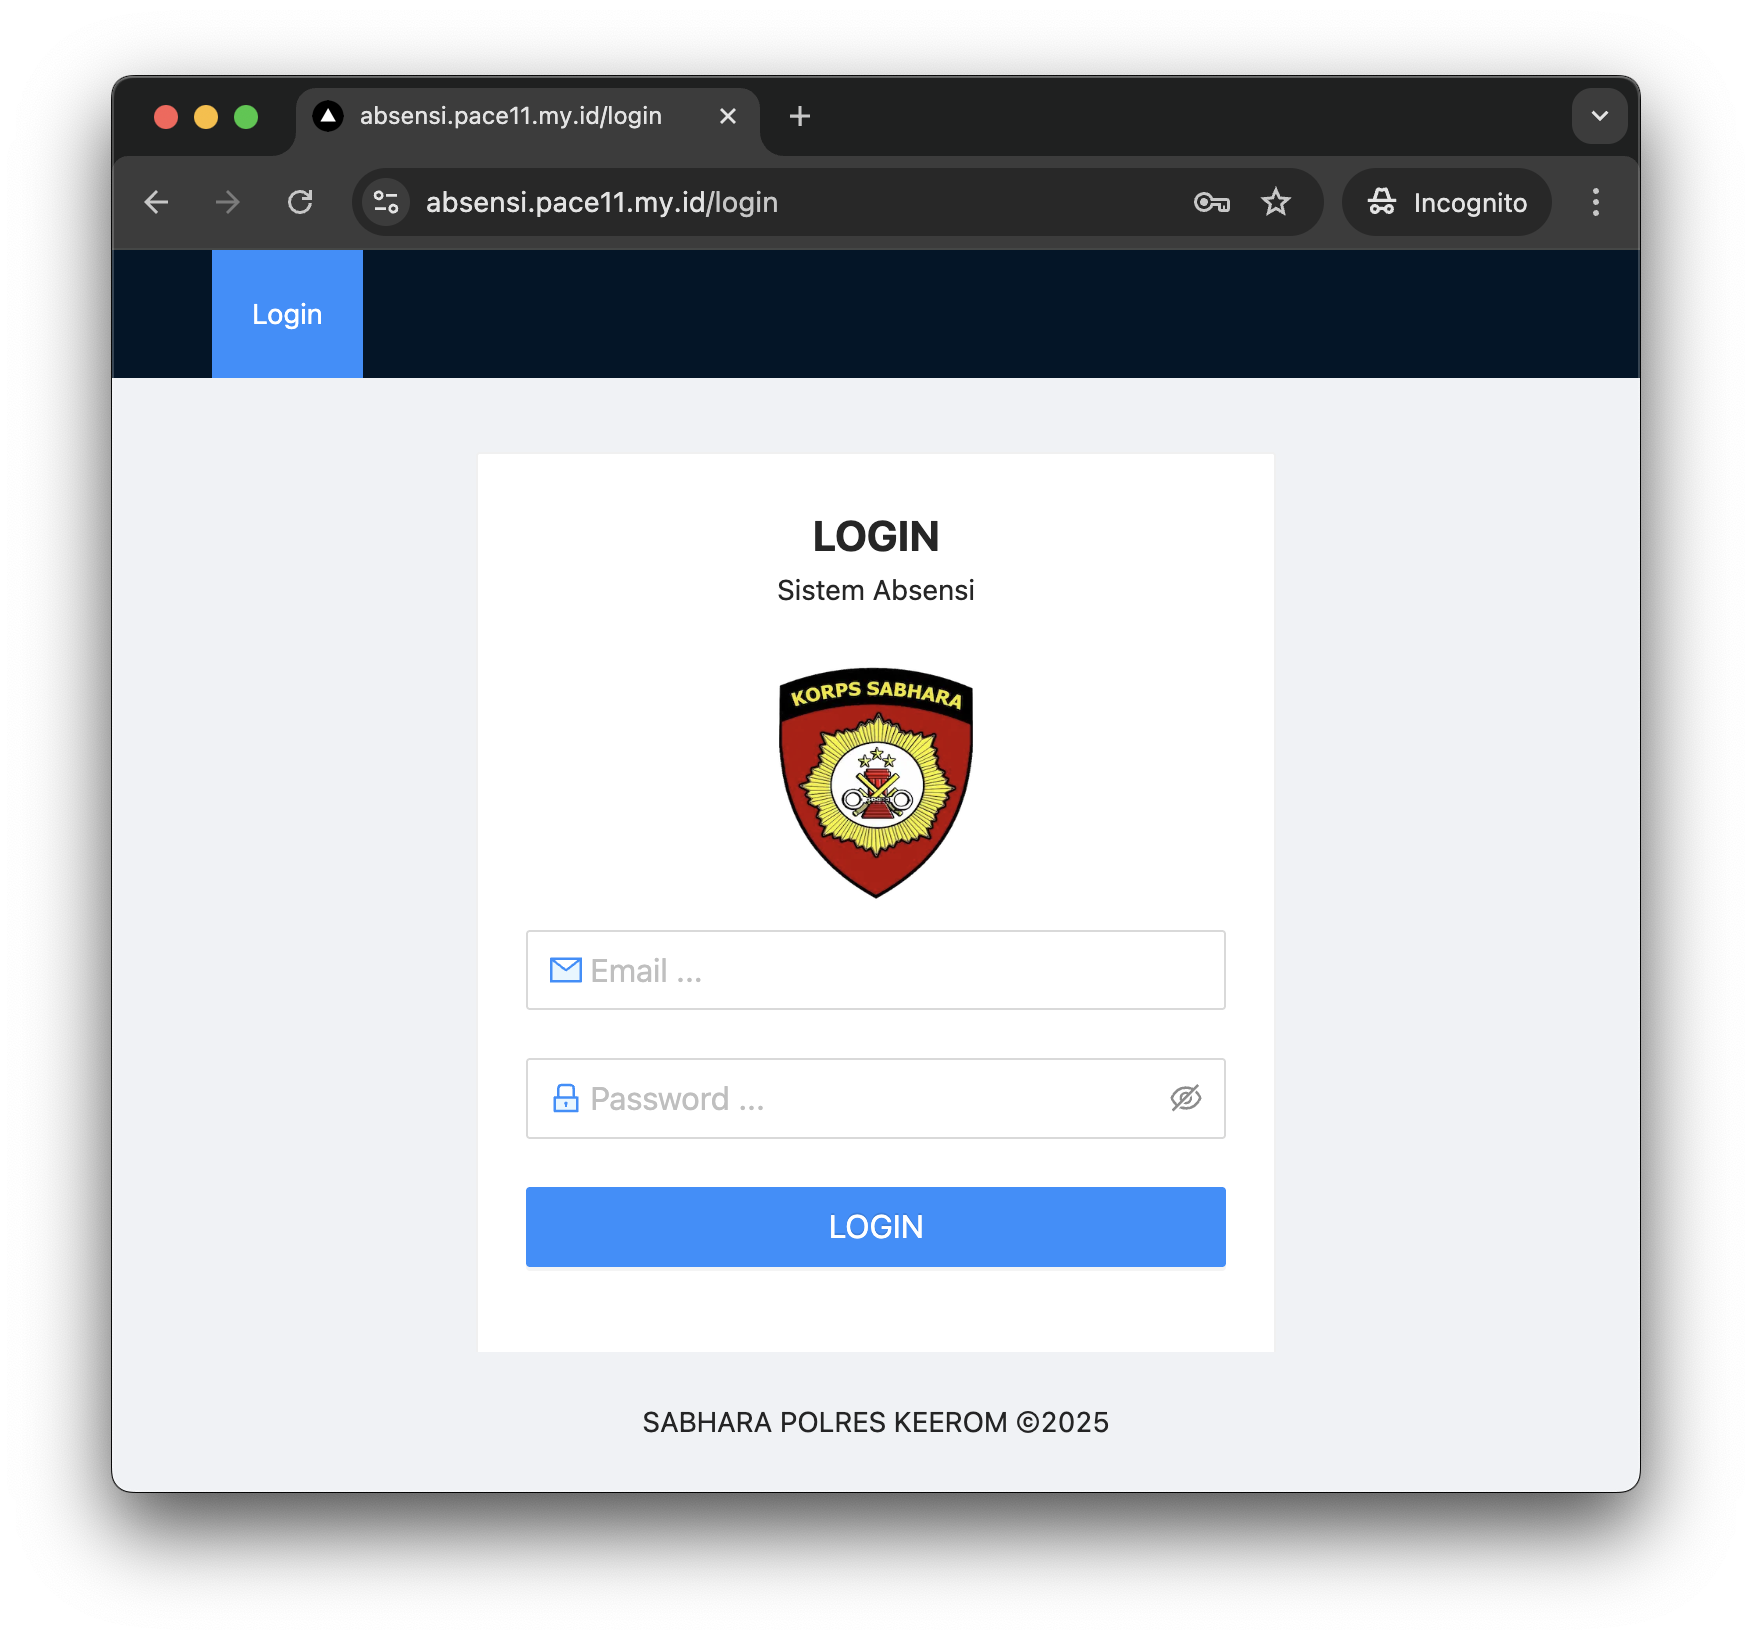 absensi.pace11.my.id/login
absensi.pace11.my.id/login
Incognito
Login
LOGIN
Sistem Absensi
KORPS SABHARA
Email ...
Password ...
LOGIN
SABHARA POLRES KEEROM ©2025